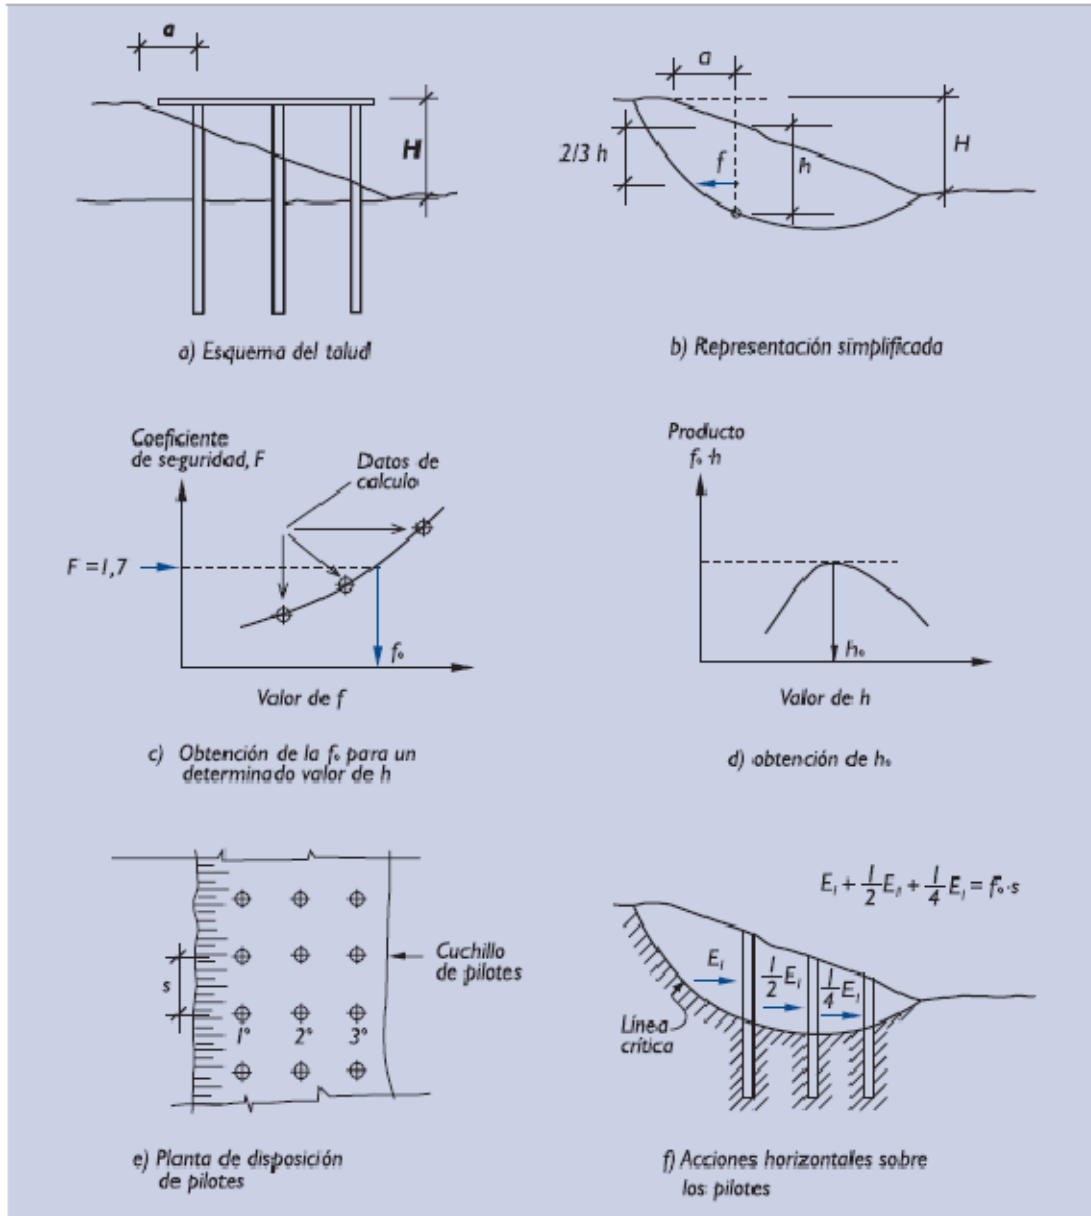 a
H
a) Esquema del talud
a
2/3 h
f
h
H
b) Representación simplificada
Coeficiente
de seguridad, F
Datos de
calculo
F = 1,7
f₀
Valor de f
c) Obtención de la f₀ para un
determinado valor de h
Producto
f₀·h
h₀
Valor de h
d) obtención de h₀
s
1° 2° 3°
Cuchillo
de pilotes
e) Planta de disposición
de pilotes
E₁ + 1/2 E₁ + 1/4 E₁ = f₀·s
E₁
1/2 E₁
1/4 E₁
Línea
crítica
f) Acciones horizontales sobre
los pilotes